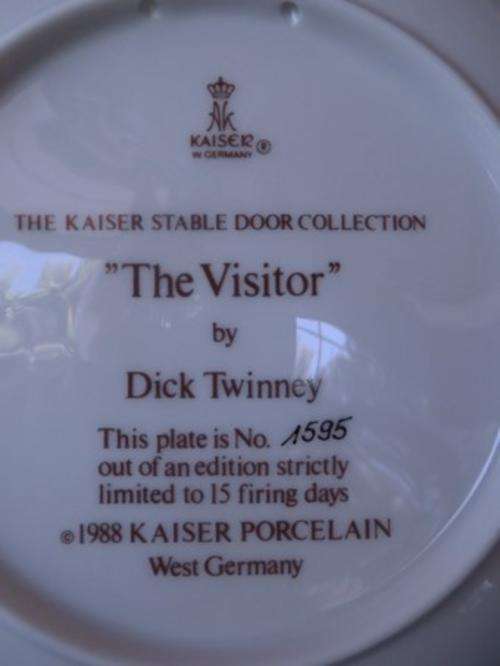 AK
KAISER ®
W. GERMANY
THE KAISER STABLE DOOR COLLECTION
"The Visitor"
by
Dick Twinney
This plate is No. 1595
out of an edition strictly
limited to 15 firing days
© 1988 KAISER PORCELAIN
West Germany